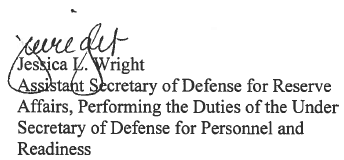 jwright
Jessica L. Wright
Assistant Secretary of Defense for Reserve
Affairs, Performing the Duties of the Under
Secretary of Defense for Personnel and
Readiness